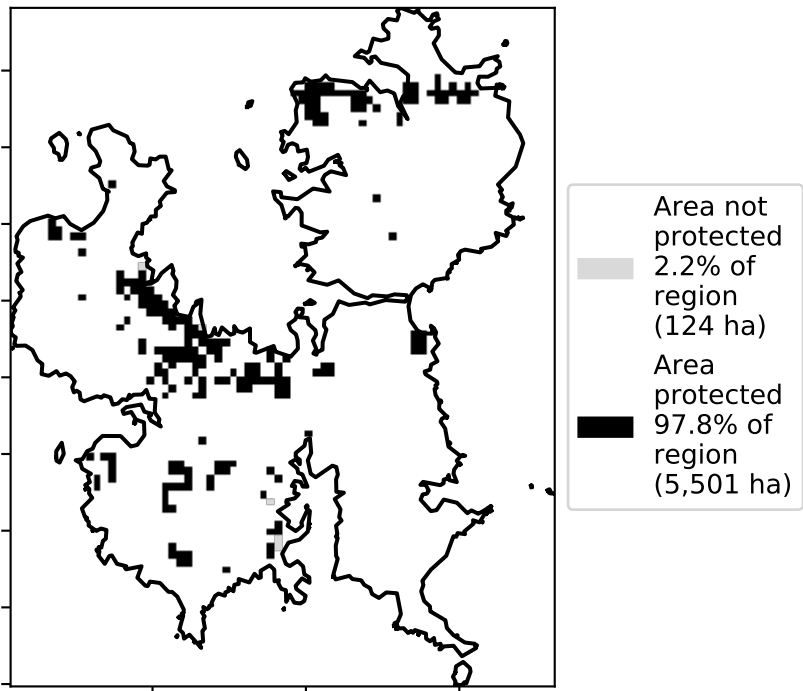 Area not
protected
2.2% of
region
(124 ha)
Area
protected
97.8% of
region
(5,501 ha)